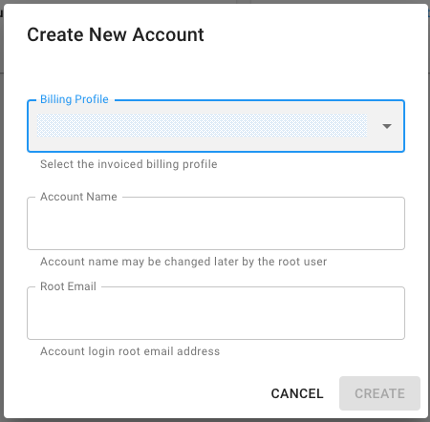 Create New Account
Billing Profile
Select the invoiced billing profile
Account Name
Account name may be changed later by the root user
Root Email
Account login root email address
CANCEL
CREATE